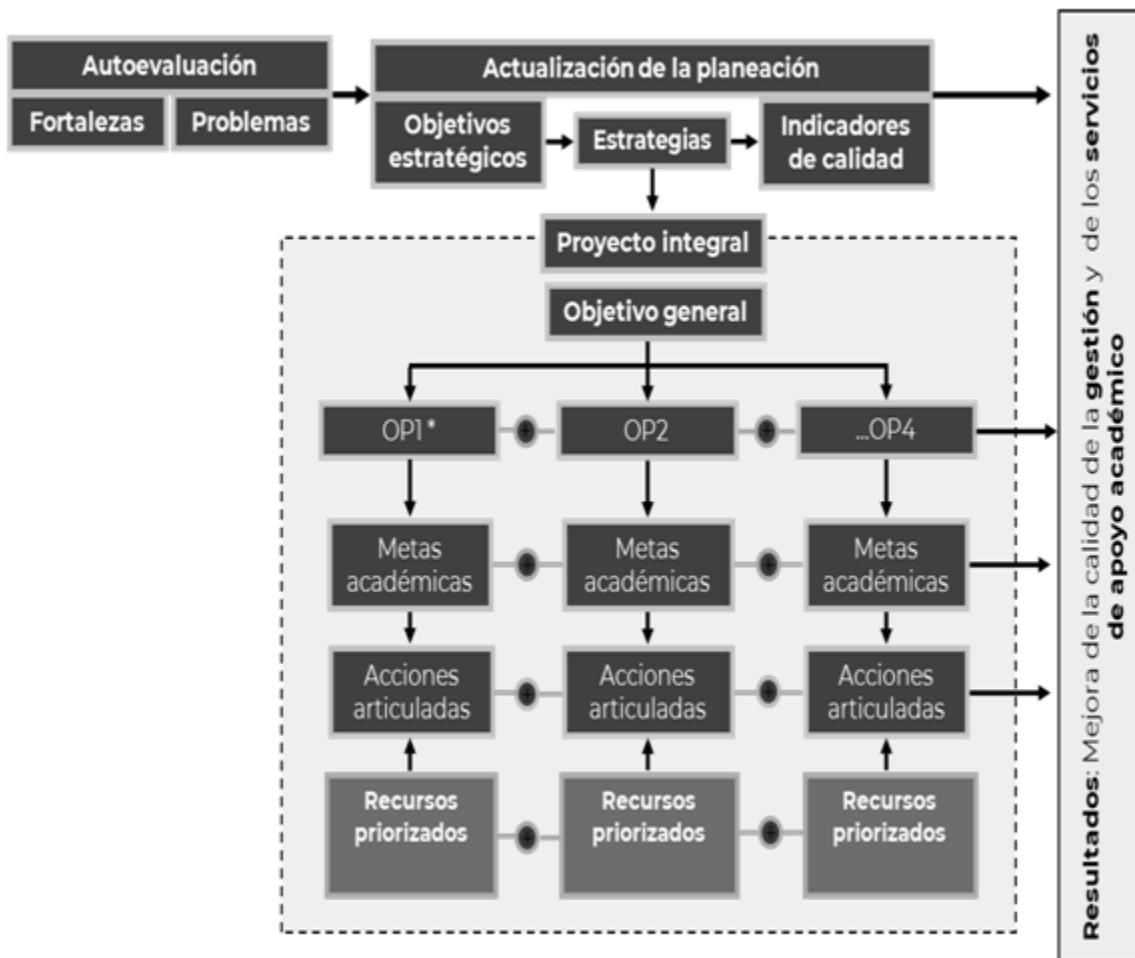 Autoevaluación
Fortalezas
Problemas
Actualización de la planeación
Objetivos
estratégicos
Estrategias
Indicadores
de calidad
Proyecto integral
Objetivo general
OP1 *
+
OP2
+
...OP4
Metas
académicas
+
Metas
académicas
+
Metas
académicas
Acciones
articuladas
+
Acciones
articuladas
+
Acciones
articuladas
Recursos
priorizados
+
Recursos
priorizados
+
Recursos
priorizados
Resultados: Mejora de la calidad de la gestión y de los servicios
de apoyo académico